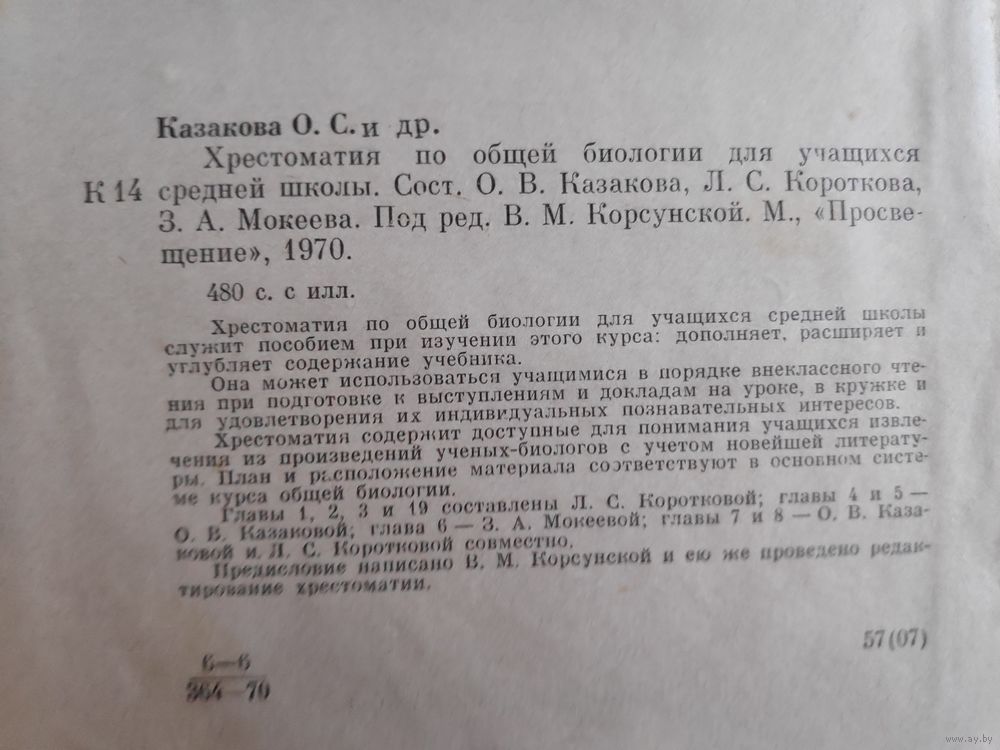 Казакова О. С. и др.
Хрестоматия по общей биологии для учащихся
К 14 средней школы. Сост. О. В. Казакова, Л. С. Короткова,
З. А. Мокеева. Под ред. В. М. Корсунской. М., «Просве-
щение», 1970.
480 с. с илл.
Хрестоматия по общей биологии для учащихся средней школы
служит пособием при изучении этого курса: дополняет, расширяет и
углубляет содержание учебника.
Она может использоваться учащимися в порядке внеклассного чте-
ния при подготовке к выступлениям и докладам на уроке, в кружке и
для удовлетворения их индивидуальных познавательных интересов.
Хрестоматия содержит доступные для понимания учащихся извле-
чения из произведений ученых-биологов с учетом новейшей литерату-
ры. План и расположение материала соответствуют в основном систе-
ме курса общей биологии.
Главы 1, 2, 3 и 19 составлены Л. С. Коротковой; главы 4 и 5 —
О. В. Казаковой; глава 6 — З. А. Мокеевой; главы 7 и 8 — О. В. Каза-
ковой и Л. С. Коротковой совместно.
Предисловие написано В. М. Корсунской и ею же проведено редак-
тирование хрестоматии.
57(07)
6—6
364—70
www.ay.by